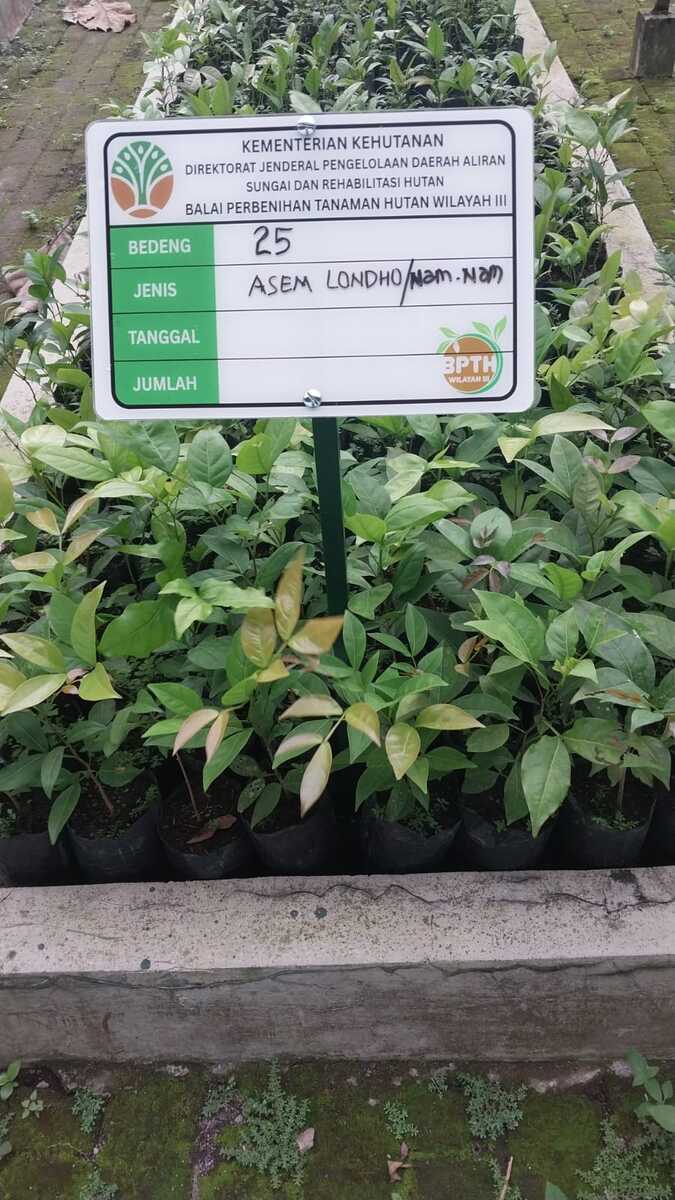 KEMENTERIAN KEHUTANAN
DIREKTORAT JENDERAL PENGELOLAAN DAERAH ALIRAN
SUNGAI DAN REHABILITASI HUTAN
BALAI PERBENIHAN TANAMAN HUTAN WILAYAH III
BEDENG 25
JENIS ASEM LONDHO/Nam-Nam
TANGGAL
JUMLAH
BPTH
WILAYAH III